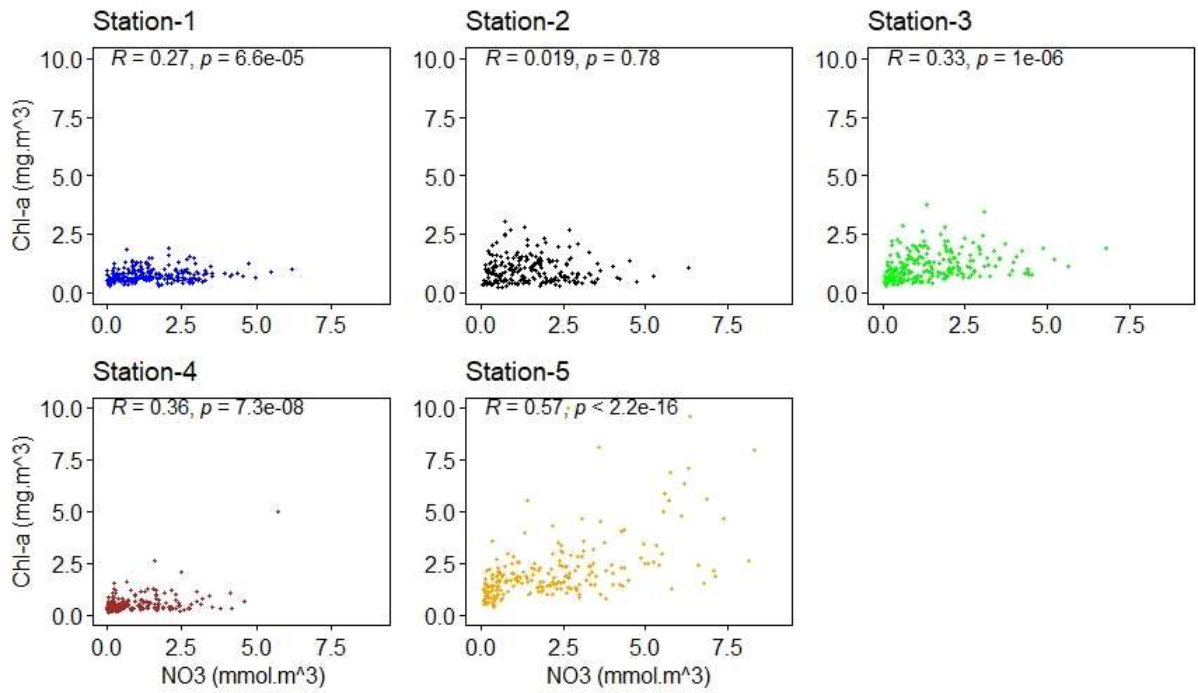 Station-1
R = 0.27, p = 6.6e-05
10.0
7.5
5.0
2.5
0.0
Chl-a (mg.m^3)
0.0 2.5 5.0 7.5
Station-2
R = 0.019, p = 0.78
10.0
7.5
5.0
2.5
0.0
0.0 2.5 5.0 7.5
Station-3
R = 0.33, p = 1e-06
10.0
7.5
5.0
2.5
0.0
0.0 2.5 5.0 7.5
Station-4
R = 0.36, p = 7.3e-08
10.0
7.5
5.0
2.5
0.0
Chl-a (mg.m^3)
0.0 2.5 5.0 7.5
NO3 (mmol.m^3)
Station-5
R = 0.57, p < 2.2e-16
10.0
7.5
5.0
2.5
0.0
0.0 2.5 5.0 7.5
NO3 (mmol.m^3)